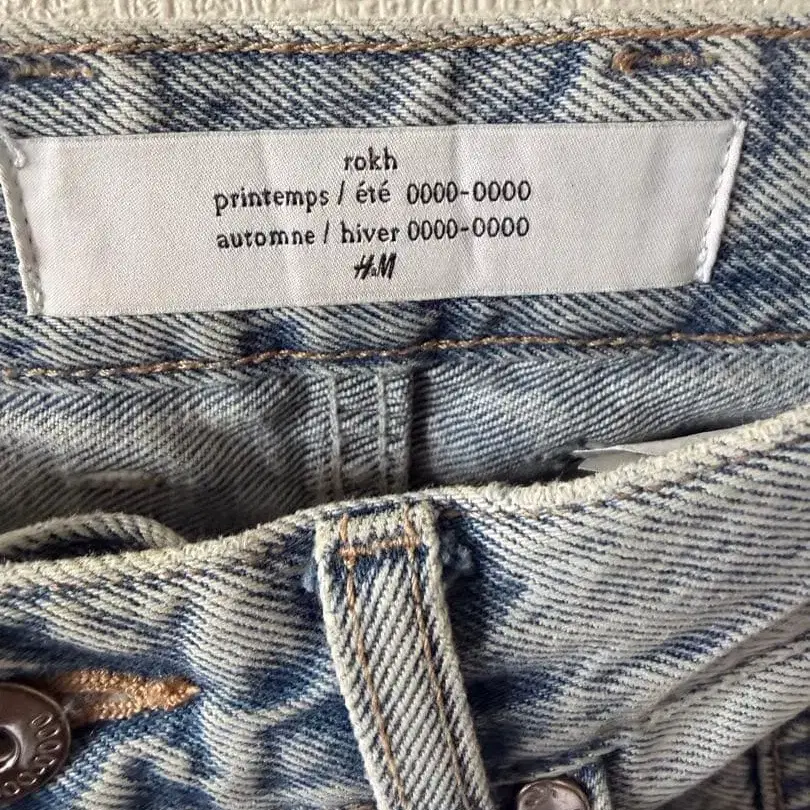 rokh
printemps / été 0000-0000
automne / hiver 0000-0000
H&M